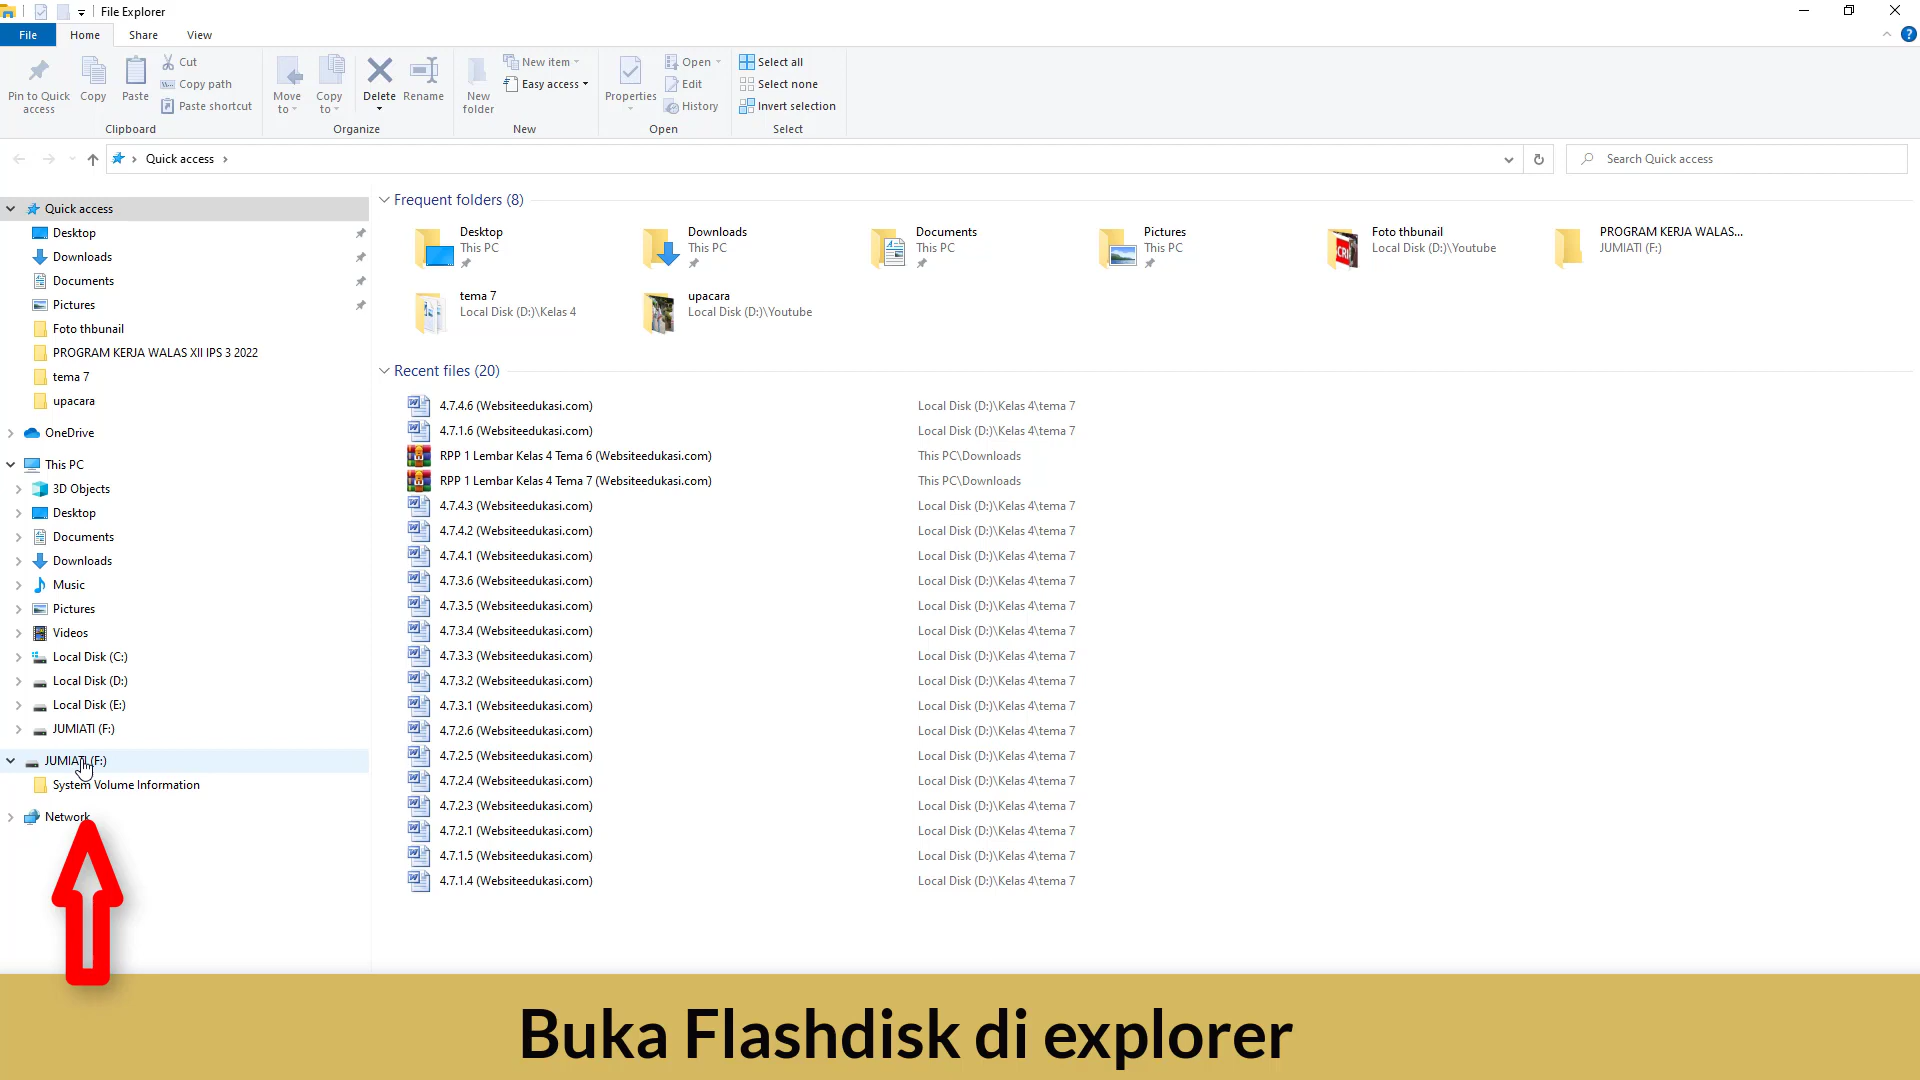 File Explorer
File Home Share View
Pin to Quick access
Copy
Paste
Cut
Copy path
Paste shortcut
Clipboard
Move to
Copy to
Delete
Rename
Organize
New folder
New item
Easy access
New
Properties
Open
Edit
History
Open
Select all
Select none
Invert selection
Select
Quick access
Search Quick access
Quick access
Desktop
Downloads
Documents
Pictures
Foto thbunail
PROGRAM KERJA WALAS XII IPS 3 2022
tema 7
upacara
OneDrive
This PC
3D Objects
Desktop
Documents
Downloads
Music
Pictures
Videos
Local Disk (C:)
Local Disk (D:)
Local Disk (E:)
JUMIATI (F:)
JUMIATI (F:)
System Volume Information
Network
Frequent folders (8)
Desktop
This PC
Downloads
This PC
Documents
This PC
Pictures
This PC
Foto thbunail
Local Disk (D:)\Youtube
PROGRAM KERJA WALAS...
JUMIATI (F:)
tema 7
Local Disk (D:)\Kelas 4
upacara
Local Disk (D:)\Youtube
Recent files (20)
4.7.4.6 (Websiteedukasi.com) Local Disk (D:)\Kelas 4\tema 7
4.7.1.6 (Websiteedukasi.com) Local Disk (D:)\Kelas 4\tema 7
RPP 1 Lembar Kelas 4 Tema 6 (Websiteedukasi.com) This PC\Downloads
RPP 1 Lembar Kelas 4 Tema 7 (Websiteedukasi.com) This PC\Downloads
4.7.4.3 (Websiteedukasi.com) Local Disk (D:)\Kelas 4\tema 7
4.7.4.2 (Websiteedukasi.com) Local Disk (D:)\Kelas 4\tema 7
4.7.4.1 (Websiteedukasi.com) Local Disk (D:)\Kelas 4\tema 7
4.7.3.6 (Websiteedukasi.com) Local Disk (D:)\Kelas 4\tema 7
4.7.3.5 (Websiteedukasi.com) Local Disk (D:)\Kelas 4\tema 7
4.7.3.4 (Websiteedukasi.com) Local Disk (D:)\Kelas 4\tema 7
4.7.3.3 (Websiteedukasi.com) Local Disk (D:)\Kelas 4\tema 7
4.7.3.2 (Websiteedukasi.com) Local Disk (D:)\Kelas 4\tema 7
4.7.3.1 (Websiteedukasi.com) Local Disk (D:)\Kelas 4\tema 7
4.7.2.6 (Websiteedukasi.com) Local Disk (D:)\Kelas 4\tema 7
4.7.2.5 (Websiteedukasi.com) Local Disk (D:)\Kelas 4\tema 7
4.7.2.4 (Websiteedukasi.com) Local Disk (D:)\Kelas 4\tema 7
4.7.2.3 (Websiteedukasi.com) Local Disk (D:)\Kelas 4\tema 7
4.7.2.1 (Websiteedukasi.com) Local Disk (D:)\Kelas 4\tema 7
4.7.1.5 (Websiteedukasi.com) Local Disk (D:)\Kelas 4\tema 7
4.7.1.4 (Websiteedukasi.com) Local Disk (D:)\Kelas 4\tema 7
Buka Flashdisk di explorer